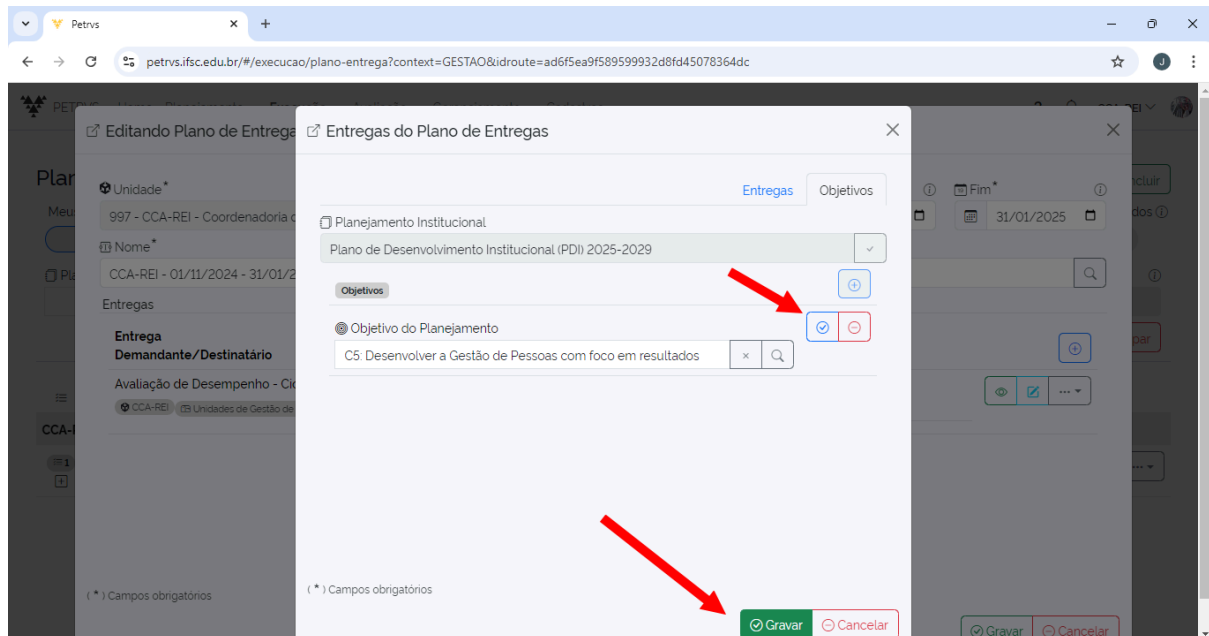 Petrvs
petrvs.ifsc.edu.br/#/execucao/plano-entrega?context=GESTAO&idroute=ad6f5ea9f589599932d8fd45078364dc
J
Editando Plano de Entrega
Entregas do Plano de Entregas
Entregas
Objetivos
Unidade *
997 - CCA-REI - Coordenadoria
Fim *
31/01/2025
Planejamento Institucional
Plano de Desenvolvimento Institucional (PDI) 2025-2029
Nome *
CCA-REI - 01/11/2024 - 31/01/2
Objetivos
Entregas
Objetivo do Planejamento
C5: Desenvolver a Gestão de Pessoas com foco em resultados
Entrega
Demandante/Destinatário
Avaliação de Desempenho -
CCA-REI
Unidades de Gestão de
( * ) Campos obrigatórios
( * ) Campos obrigatórios
Gravar
Cancelar
Gravar
Cancelar